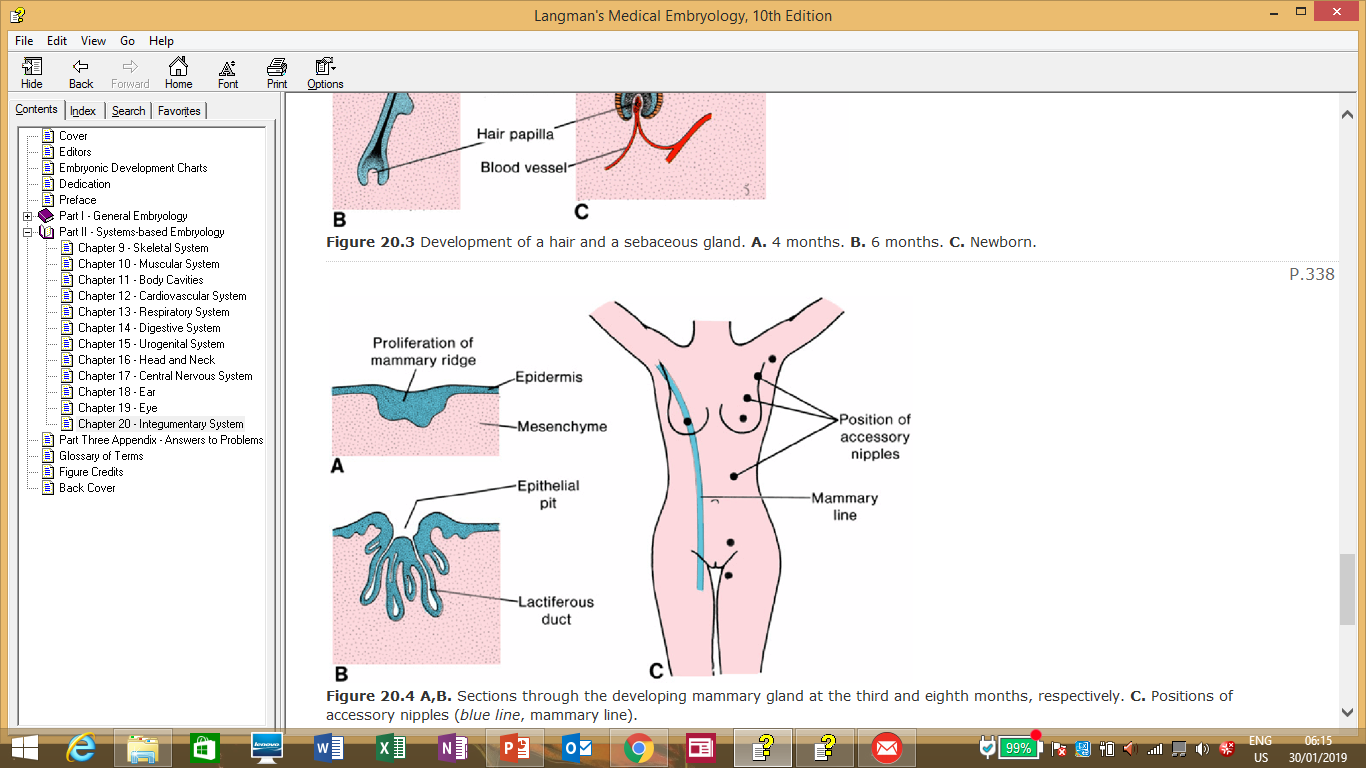 Langman's Medical Embryology, 10th Edition
File Edit View Go Help
Hide Back Forward Home Font Print Options
Contents Index Search Favorites
Cover
Editors
Embryonic Development Charts
Dedication
Preface
Part I - General Embryology
Part II - Systems-based Embryology
Chapter 9 - Skeletal System
Chapter 10 - Muscular System
Chapter 11 - Body Cavities
Chapter 12 - Cardiovascular System
Chapter 13 - Respiratory System
Chapter 14 - Digestive System
Chapter 15 - Urogenital System
Chapter 16 - Head and Neck
Chapter 17 - Central Nervous System
Chapter 18 - Ear
Chapter 19 - Eye
Chapter 20 - Integumentary System
Part Three Appendix - Answers to Problems
Glossary of Terms
Figure Credits
Back Cover
Hair papilla
Blood vessel
B
C
Figure 20.3 Development of a hair and a sebaceous gland. A. 4 months. B. 6 months. C. Newborn.
P.338
Proliferation of
mammary ridge
Epidermis
Mesenchyme
A
Epithelial
pit
Lactiferous
duct
B
Position of
accessory
nipples
Mammary
line
C
Figure 20.4 A,B. Sections through the developing mammary gland at the third and eighth months, respectively. C. Positions of
accessory nipples (blue line, mammary line).
lenovo
99%
ENG
US
06:15
30/01/2019